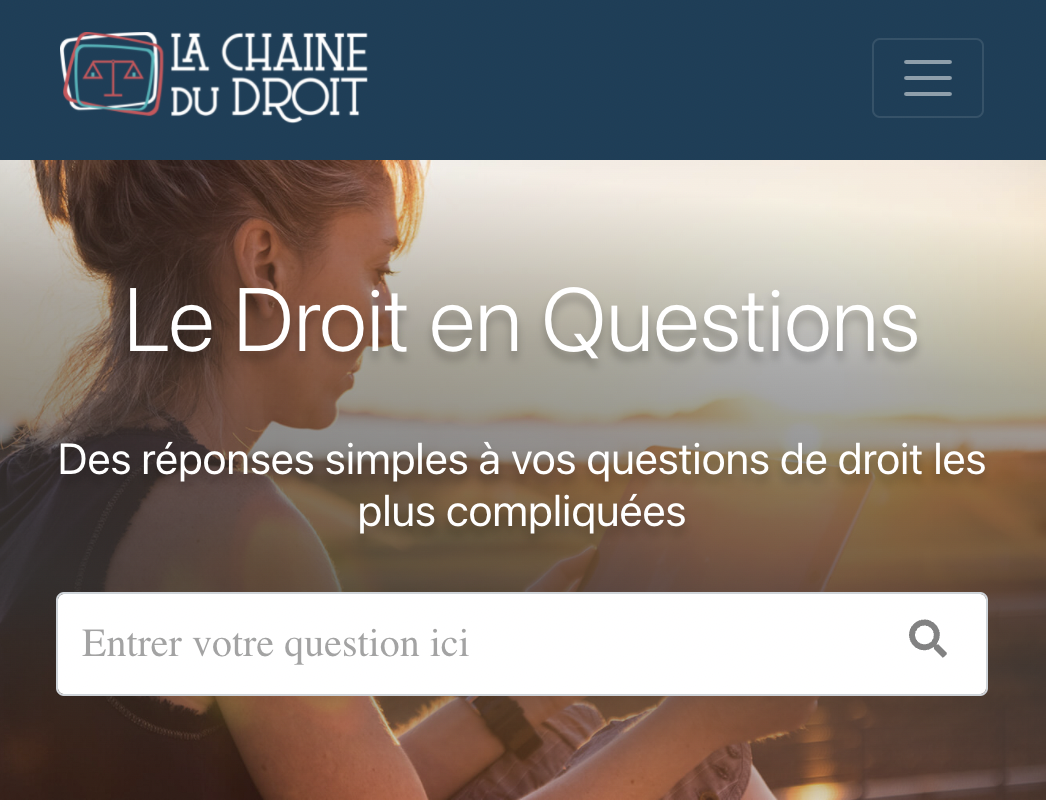 LA CHAINE
DU DROIT
Le Droit en Questions
Des réponses simples à vos questions de droit les
plus compliquées
Entrer votre question ici